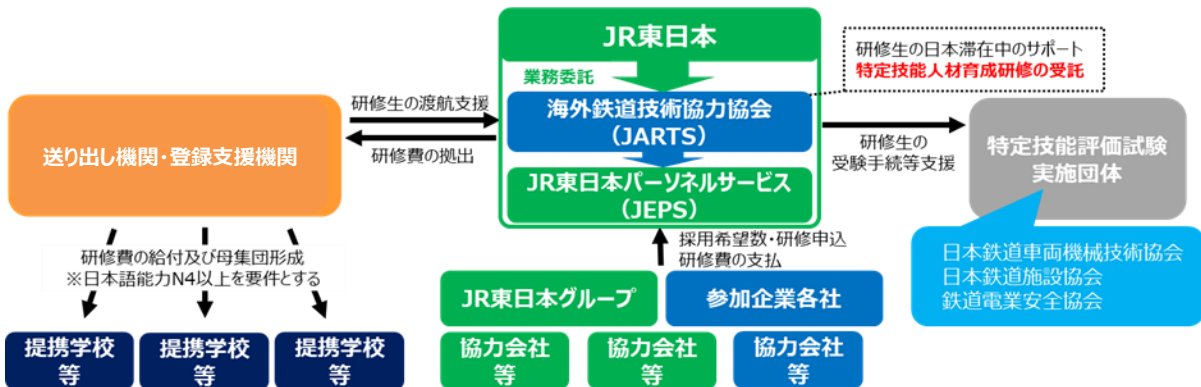 JR東日本
業務委託
海外鉄道技術協力協会
（JARTS）
JR東日本パーソネルサービス
（JEPS）
研修生の日本滞在中のサポート
特定技能人材育成研修の受託
研修生の渡航支援
研修費の拠出
送り出し機関・登録支援機関
研修生の
受験手続等支援
特定技能評価試験
実施団体
日本鉄道車両機械技術協会
日本鉄道施設協会
鉄道電業安全協会
研修費の給付及び母集団形成
※日本語能力N4以上を要件とする
採用希望数・研修申込
研修費の支払
JR東日本グループ
参加企業各社
提携学校
等
提携学校
等
提携学校
等
協力会社
等
協力会社
等
協力会社
等